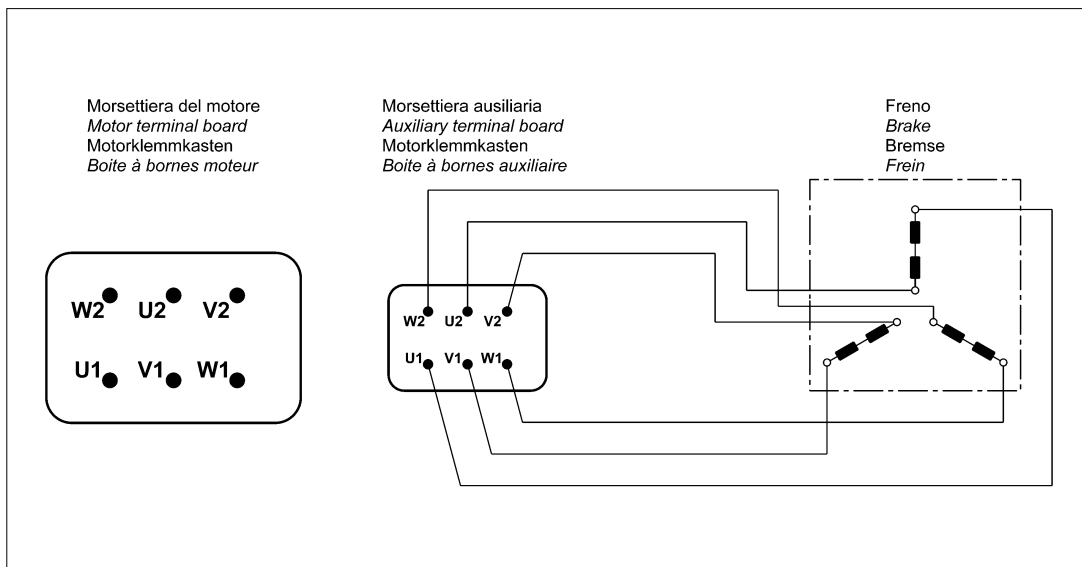 Morsettiera del motore
Motor terminal board
Motorklemmkasten
Boite à bornes moteur
Morsettiera ausiliaria
Auxiliary terminal board
Motorklemmkasten
Boite à bornes auxiliaire
Freno
Brake
Bremse
Frein
W2 U2 V2
U1 V1 W1
W2 U2 V2
U1 V1 W1